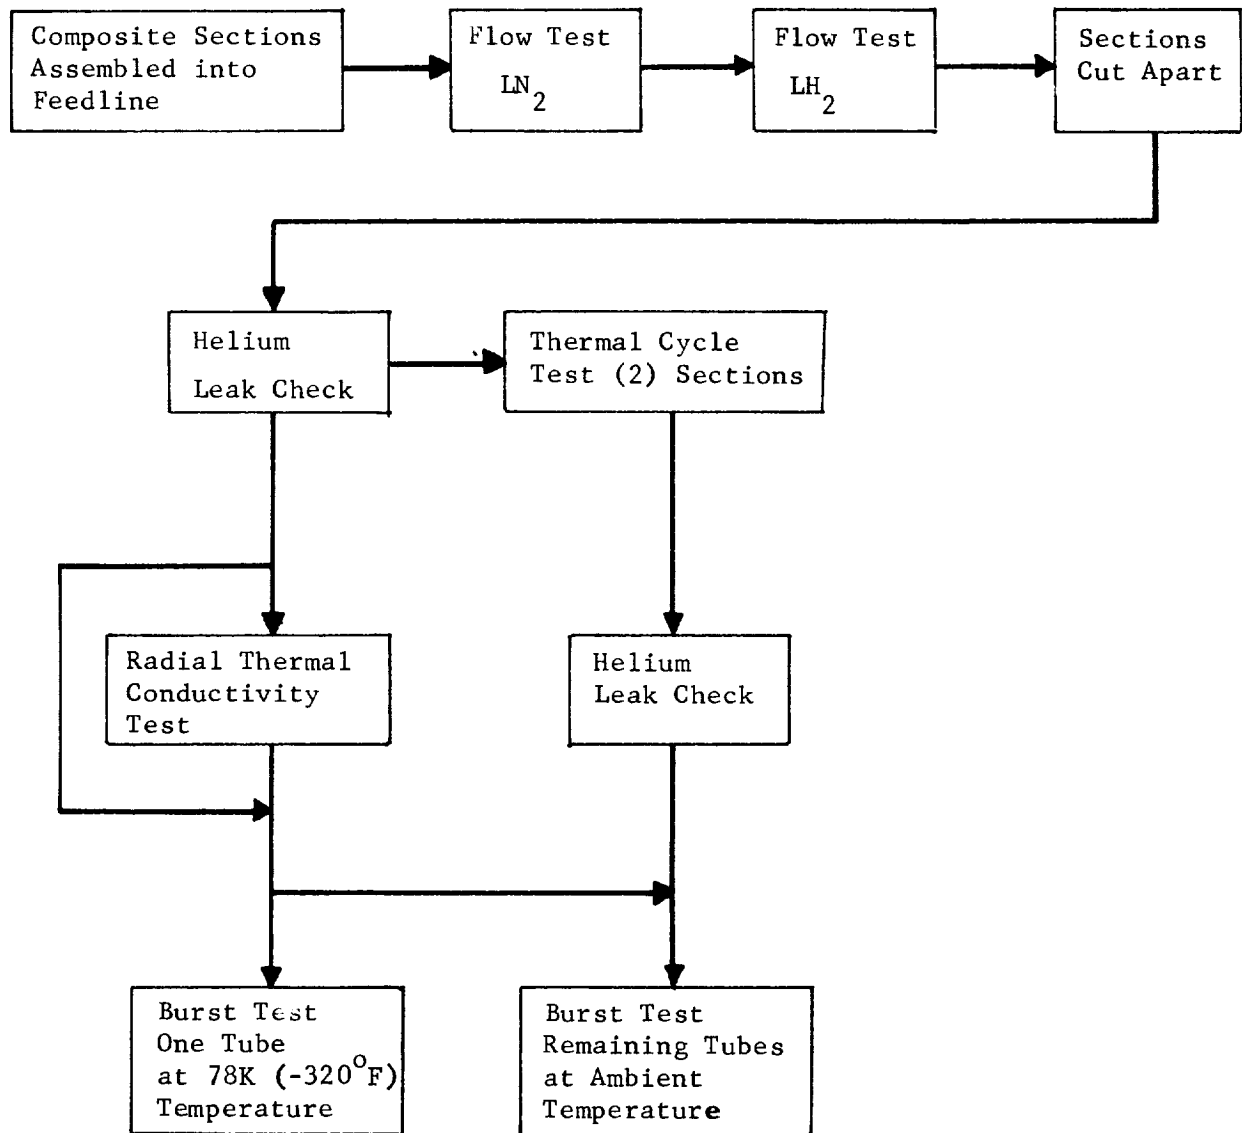 Composite Sections
Assembled into
Feedline
Flow Test
LN2
Flow Test
LH2
Sections
Cut Apart
Helium
Leak Check
Thermal Cycle
Test (2) Sections
Radial Thermal
Conductivity
Test
Helium
Leak Check
Burst Test
One Tube
at 78K (-320°F)
Temperature
Burst Test
Remaining Tubes
at Ambient
Temperature